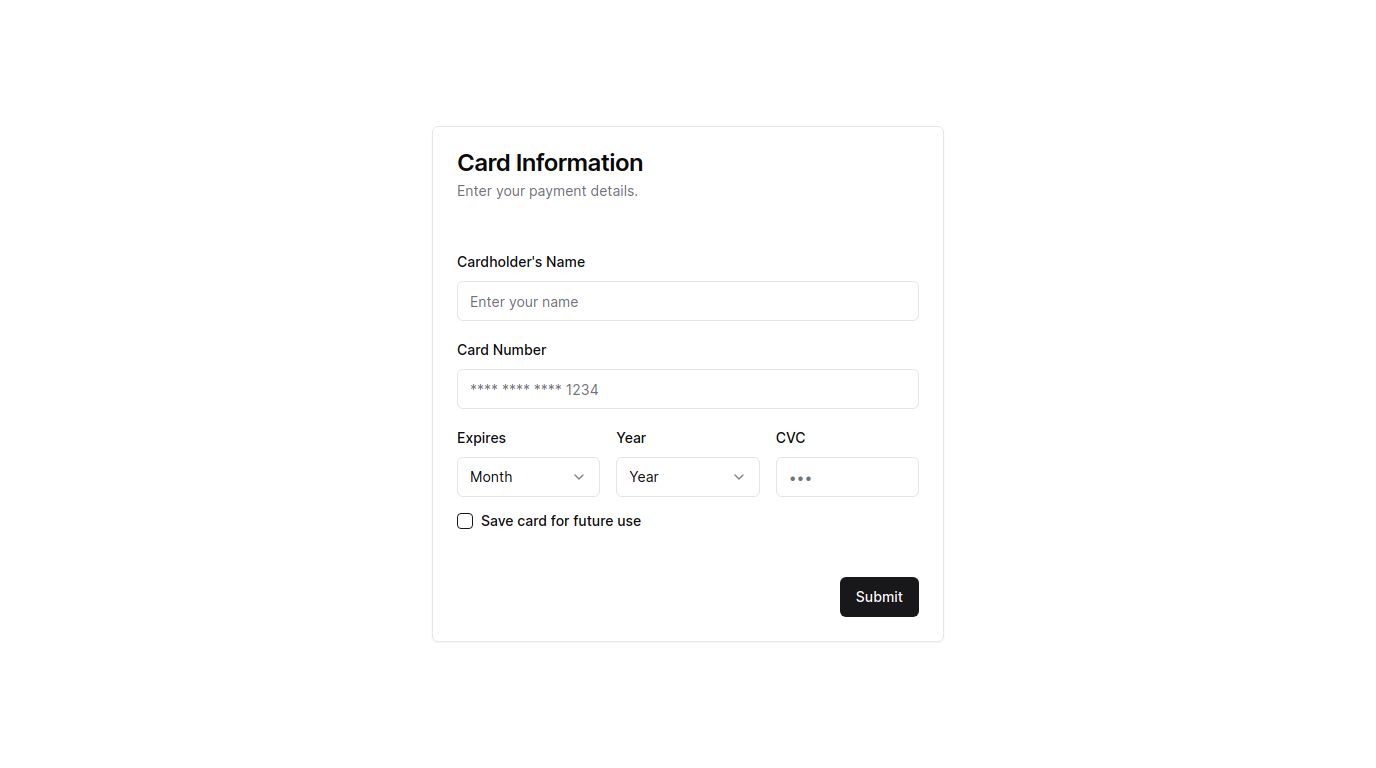 Card Information
Enter your payment details.
Cardholder's Name
Enter your name
Card Number
**** **** **** 1234
Expires Year CVC
Month Year •••
Save card for future use
Submit